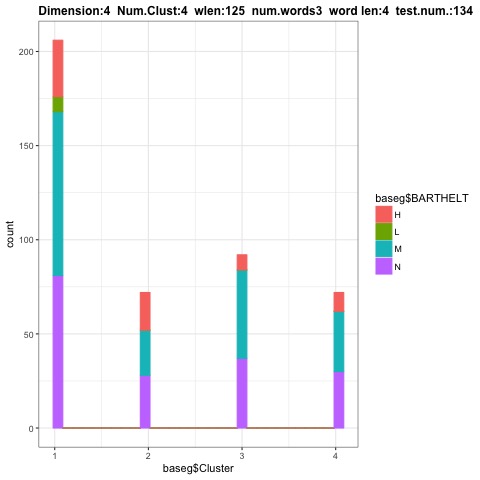 Dimension:4 Num.Clust:4 wlen:125 num.words3 word len:4 test.num.:134
200
150
100
50
0
count
1 2 3 4
baseg$Cluster
baseg$BARTHELT
H
L
M
N